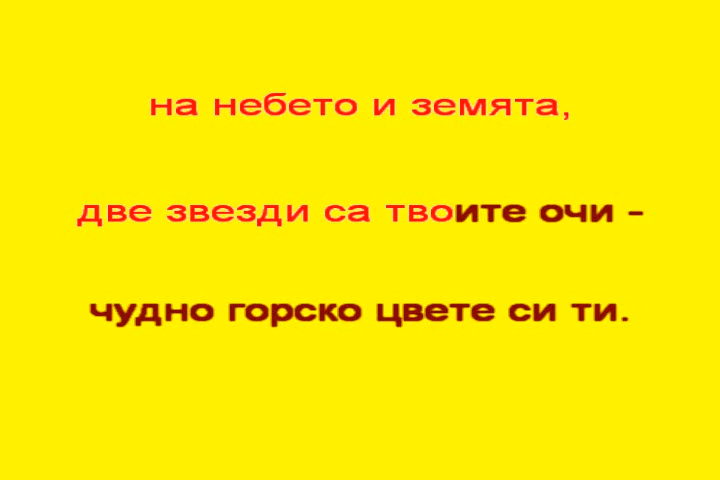 на небето и земята,
две звезди са твоите очи -
чудно горско цвете си ти.